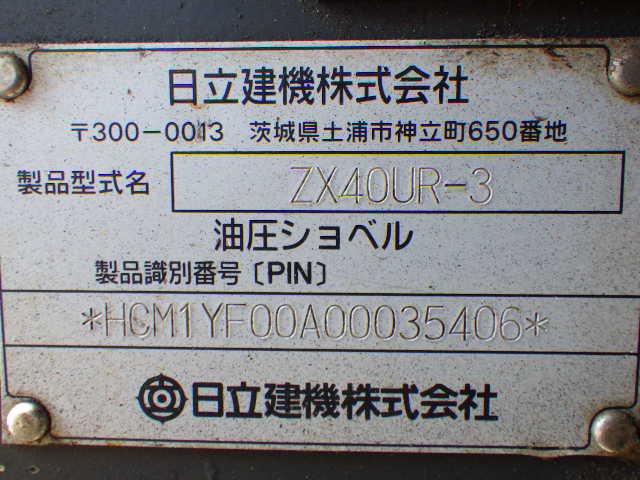 日立建機株式会社
〒300-0013 茨城県土浦市神立町650番地
製品型式名 ZX40UR-3
油圧ショベル
製品識別番号〔PIN〕
*HCM1YF00A00035406*
日立建機株式会社